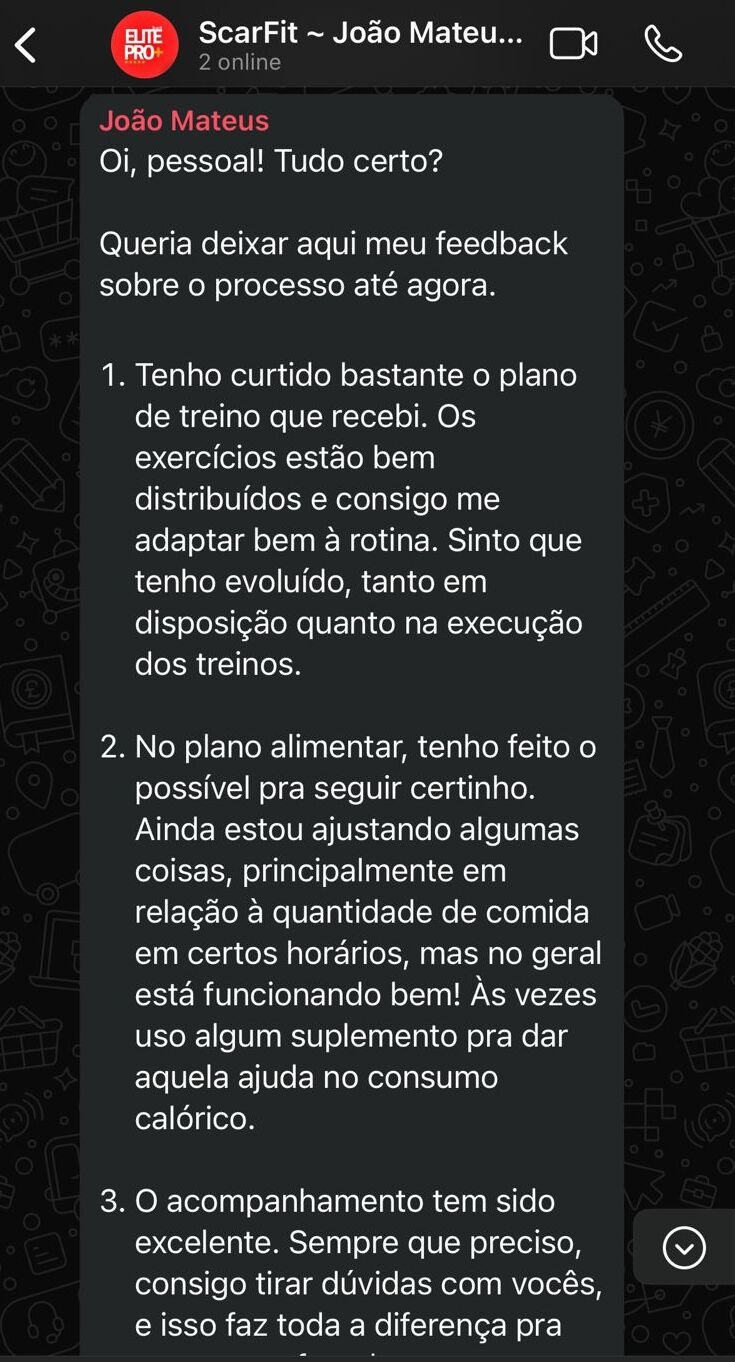 ELITE
PRO+
ScarFit ~ João Mateu...
2 online
João Mateus
Oi, pessoal! Tudo certo?
Queria deixar aqui meu feedback
sobre o processo até agora.
1. Tenho curtido bastante o plano
de treino que recebi. Os
exercícios estão bem
distribuídos e consigo me
adaptar bem à rotina. Sinto que
tenho evoluído, tanto em
disposição quanto na execução
dos treinos.
2. No plano alimentar, tenho feito o
possível pra seguir certinho.
Ainda estou ajustando algumas
coisas, principalmente em
relação à quantidade de comida
em certos horários, mas no geral
está funcionando bem! Às vezes
uso algum suplemento pra dar
aquela ajuda no consumo
calórico.
3. O acompanhamento tem sido
excelente. Sempre que preciso,
consigo tirar dúvidas com vocês,
e isso faz toda a diferença pra